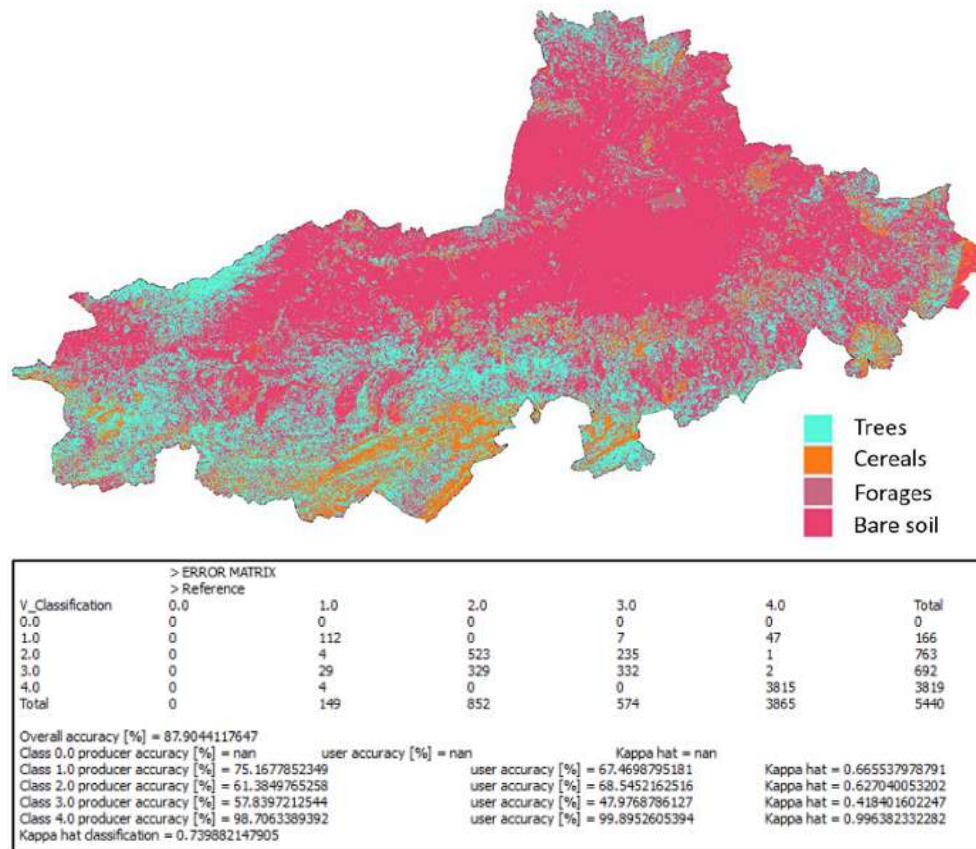 Trees
Cereals
Forages
Bare soil
> ERROR MATRIX
> Reference
V_Classification 0.0 1.0 2.0 3.0 4.0 Total
0.0 0 0 0 0 0 0
1.0 0 112 0 7 47 166
2.0 0 4 523 235 1 763
3.0 0 29 329 332 2 692
4.0 0 4 0 0 3815 3819
Total 0 149 852 574 3865 5440
Overall accuracy [%] = 87.9044117647
Class 0.0 producer accuracy [%] = nan user accuracy [%] = nan Kappa hat = nan
Class 1.0 producer accuracy [%] = 75.1677852349 user accuracy [%] = 67.4698795181 Kappa hat = 0.665537978791
Class 2.0 producer accuracy [%] = 61.3849765258 user accuracy [%] = 68.5452162516 Kappa hat = 0.627040053202
Class 3.0 producer accuracy [%] = 57.8397212544 user accuracy [%] = 47.9768786127 Kappa hat = 0.418401602247
Class 4.0 producer accuracy [%] = 98.7063389392 user accuracy [%] = 99.8952605394 Kappa hat = 0.996382332282
Kappa hat classification = 0.739882147905